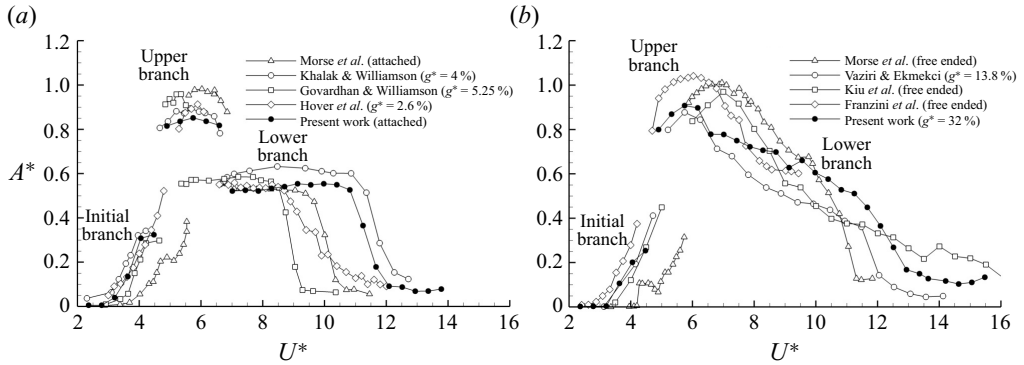 (a)
1.2
1.0
0.8
0.6
0.4
0.2
0
A*
2
4
6
8
10
12
14
16
U*
Upper
branch
Lower
branch
Initial
branch
Morse et al. (attached)
Khalak & Williamson (g* = 4 %)
Govardhan & Williamson (g* = 5.25 %)
Hover et al. (g* = 2.6 %)
Present work (attached)
(b)
1.2
1.0
0.8
0.6
0.4
0.2
0
2
4
6
8
10
12
14
16
U*
Upper
branch
Lower
branch
Initial
branch
Morse et al. (free ended)
Vaziri & Ekmekci (g* = 13.8 %)
Kiu et al. (free ended)
Franzini et al. (free ended)
Present work (g* = 32 %)